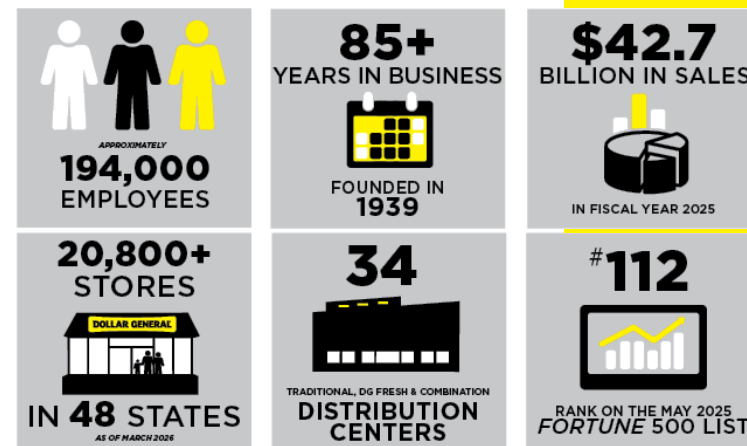 APPROXIMATELY
194,000
EMPLOYEES
85+
YEARS IN BUSINESS
FOUNDED IN
1939
$42.7
BILLION IN SALES
IN FISCAL YEAR 2025
20,800+
STORES
DOLLAR GENERAL
IN 48 STATES
AS OF MARCH 2026
34
TRADITIONAL, DG FRESH & COMBINATION
DISTRIBUTION
CENTERS
#112
RANK ON THE MAY 2025
FORTUNE 500 LIST